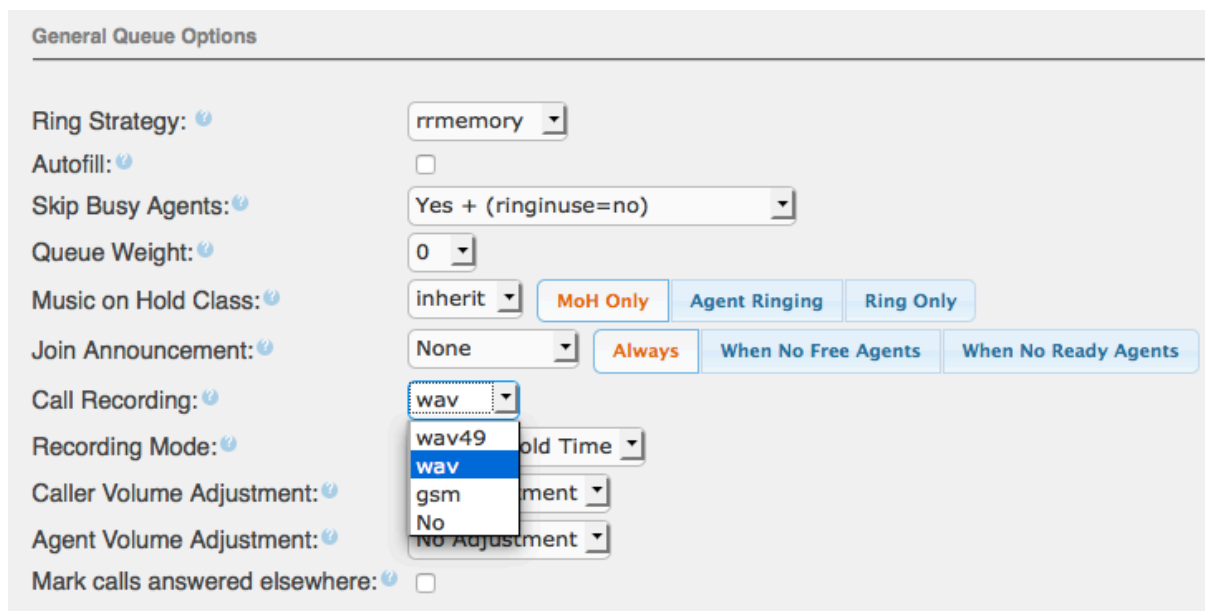 General Queue Options
Ring Strategy: ? rrmemory
Autofill: ?
Skip Busy Agents: ? Yes + (ringinuse=no)
Queue Weight: ? 0
Music on Hold Class: ? inherit MoH Only Agent Ringing Ring Only
Join Announcement: ? None Always When No Free Agents When No Ready Agents
Call Recording: ? wav
wav49
Recording Mode: ? old Time
wav
Caller Volume Adjustment: ? ment
gsm
No
Agent Volume Adjustment: ? No Adjustment
Mark calls answered elsewhere: ?